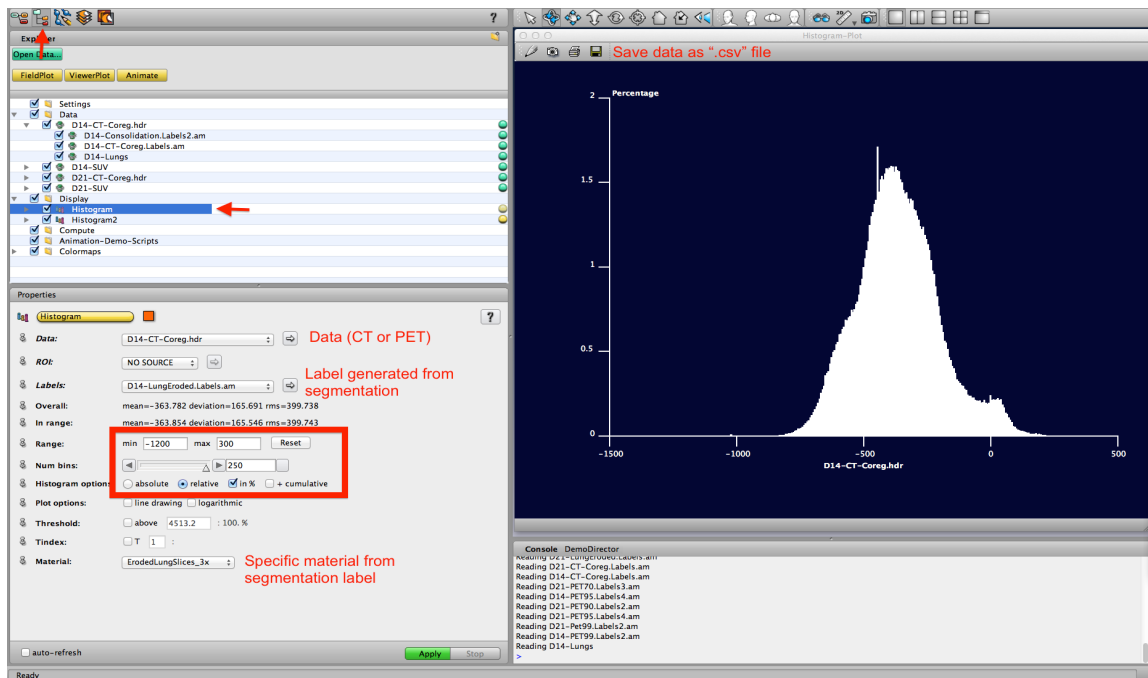 ?
Explorer
Open Data...
FieldPlot ViewerPlot Animate
Settings
Data
D14-CT-Coreg.hdr
D14-Consolidation.Labels2.am
D14-CT-Coreg.Labels.am
D14-Lungs
D14-SUV
D21-CT-Coreg.hdr
D21-SUV
Display
Histogram
Histogram2
Compute
Animation-Demo-Scripts
Colormaps
Properties
Histogram ?
Data: D14-CT-Coreg.hdr Data (CT or PET)
ROI: NO SOURCE
Label generated from
segmentation
Labels: D14-LungEroded.Labels.am
Overall: mean=-363.782 deviation=165.691 rms=399.738
In range: mean=-363.854 deviation=165.546 rms=399.743
Range: min -1200 max 300 Reset
Num bins: 250
Histogram options: absolute relative in % + cumulative
Plot options: line drawing logarithmic
Threshold: above 4513.2 : 100. %
Tindex: T 1 :
Material: ErodedLungSlices_3x
Specific material from
segmentation label
auto-refresh Apply Stop
Ready
2D
Histogram-Plot
Save data as “.csv” file
Percentage
2
1.5
1
0.5
0
-1500 -1000 -500 0 500
D14-CT-Coreg.hdr
Console DemoDirector
Reading D21-LungEroded.Labels.am
Reading D21-CT-Coreg.Labels.am
Reading D14-CT-Coreg.Labels.am
Reading D21-PET70.Labels3.am
Reading D14-PET95.Labels4.am
Reading D21-PET90.Labels2.am
Reading D21-PET95.Labels4.am
Reading D21-Pet99.Labels2.am
Reading D14-PET99.Labels2.am
Reading D14-Lungs
>